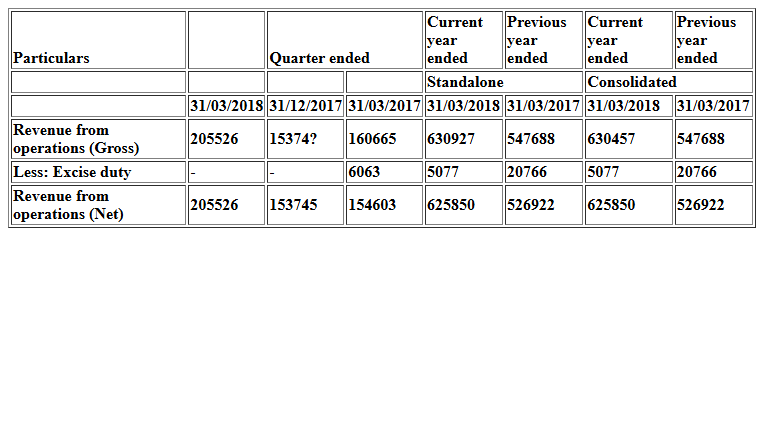 Particulars Quarter ended Current year ended Previous year ended Current year ended Previous year ended
Standalone Consolidated
31/03/2018 31/12/2017 31/03/2017 31/03/2018 31/03/2017 31/03/2018 31/03/2017
Revenue from operations (Gross) 205526 15374? 160665 630927 547688 630457 547688
Less: Excise duty - - 6063 5077 20766 5077 20766
Revenue from operations (Net) 205526 153745 154603 625850 526922 625850 526922